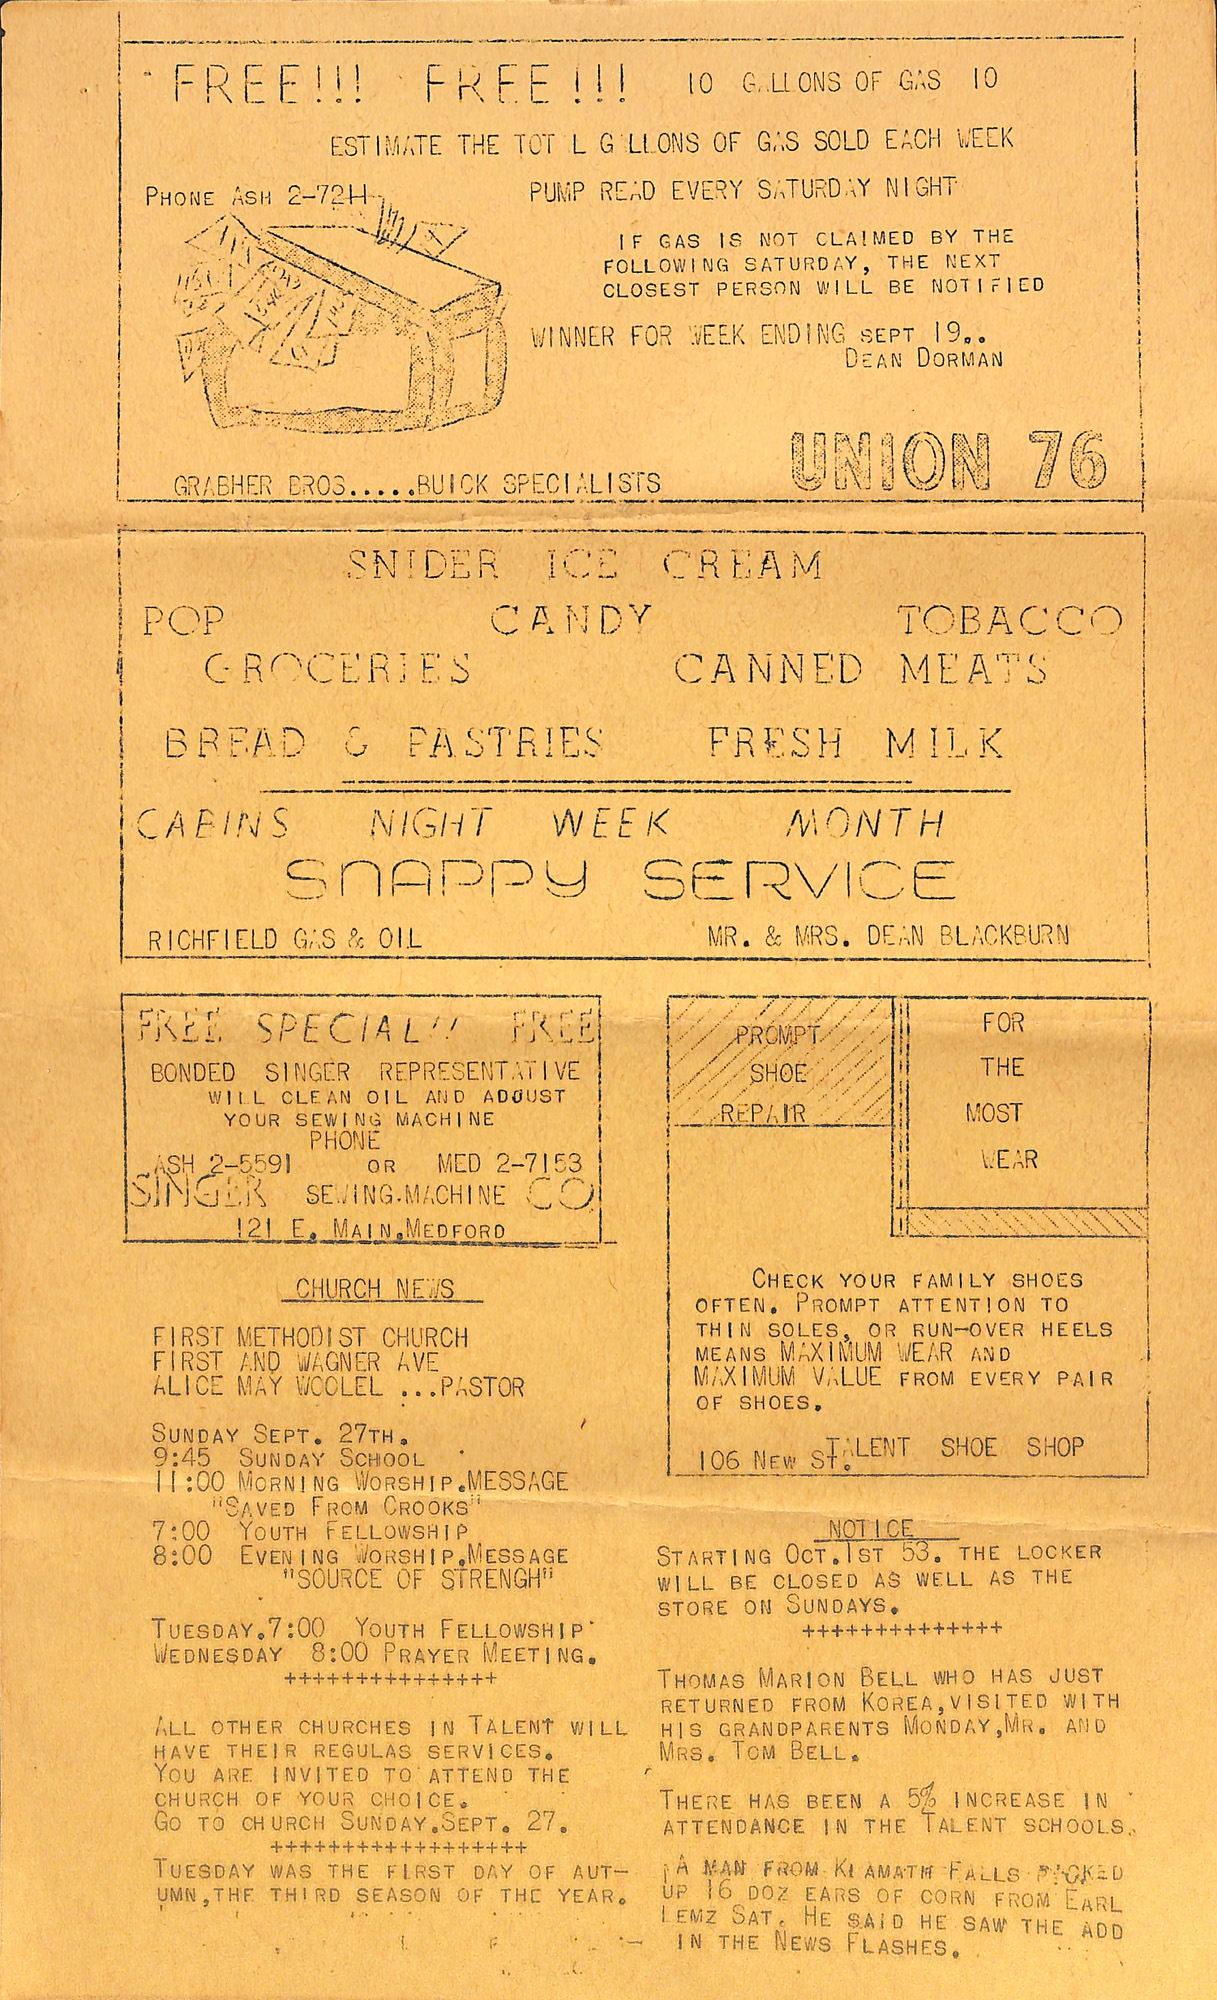 FREE!!! FREE!!! 10 GALLONS OF GAS 10
ESTIMATE THE TOTAL GALLONS OF GAS SOLD EACH WEEK
PHONE ASH 2-72
PUMP READ EVERY SATURDAY NIGHT
IF GAS IS NOT CLAIMED BY THE
FOLLOWING SATURDAY, THE NEXT
CLOSEST PERSON WILL BE NOTIFIED
WINNER FOR WEEK ENDING SEPT 19..
DEAN DORMAN
UNION 76
GRABHER BROS.....BUICK SPECIALISTS
SNIDER ICE CREAM
POP CANDY TOBACCO
GROCERIES CANNED MEATS
BREAD & PASTRIES FRESH MILK
CABINS NIGHT WEEK MONTH
SNAPPY SERVICE
RICHFIELD GAS & OIL MR. & MRS. DEAN BLACKBURN
FREE SPECIAL!! FREE
BONDED SINGER REPRESENTATIVE
WILL CLEAN OIL AND ADOUST
YOUR SEWING MACHINE
PHONE
ASH 2-5591 OR MED 2-7153
SINGER SEWING.MACHINE CO
121 E. MAIN.MEDFORD
CHURCH NEWS
FIRST METHODIST CHURCH
FIRST AND WAGNER AVE
ALICE MAY WOOLEL ...PASTOR
SUNDAY SEPT. 27TH.
9:45 SUNDAY SCHOOL
11:00 MORNING WORSHIP.MESSAGE
"SAVED FROM CROOKS"
7:00 YOUTH FELLOWSHIP
8:00 EVENING WORSHIP.MESSAGE
"SOURCE OF STRENGH"
TUESDAY.7:00 YOUTH FELLOWSHIP
WEDNESDAY 8:00 PRAYER MEETING.
+++++++++++++++
ALL OTHER CHURCHES IN TALENT WILL
HAVE THEIR REGULAS SERVICES.
YOU ARE INVITED TO ATTEND THE
CHURCH OF YOUR CHOICE.
GO TO CHURCH SUNDAY.SEPT. 27.
++++++++++++++++++
TUESDAY WAS THE FIRST DAY OF AUT-
UMN,THE THIRD SEASON OF THE YEAR.
PROMPT
SHOE
REPAIR
FOR
THE
MOST
WEAR
CHECK YOUR FAMILY SHOES
OFTEN. PROMPT ATTENTION TO
THIN SOLES, OR RUN-OVER HEELS
MEANS MAXIMUM WEAR AND
MAXIMUM VALUE FROM EVERY PAIR
OF SHOES.
TALENT SHOE SHOP
106 NEW ST.
NOTICE
STARTING OCT.1ST 53. THE LOCKER
WILL BE CLOSED AS WELL AS THE
STORE ON SUNDAYS.
++++++++++++++
THOMAS MARION BELL WHO HAS JUST
RETURNED FROM KOREA,VISITED WITH
HIS GRANDPARENTS MONDAY,MR. AND
MRS. TOM BELL.
THERE HAS BEEN A 5% INCREASE IN
ATTENDANCE IN THE TALENT SCHOOLS.
A MAN FROM KLAMATH FALLS PICKED
UP 16 DOZ EARS OF CORN FROM EARL
LEMZ SAT. HE SAID HE SAW THE ADD
IN THE NEWS FLASHES.